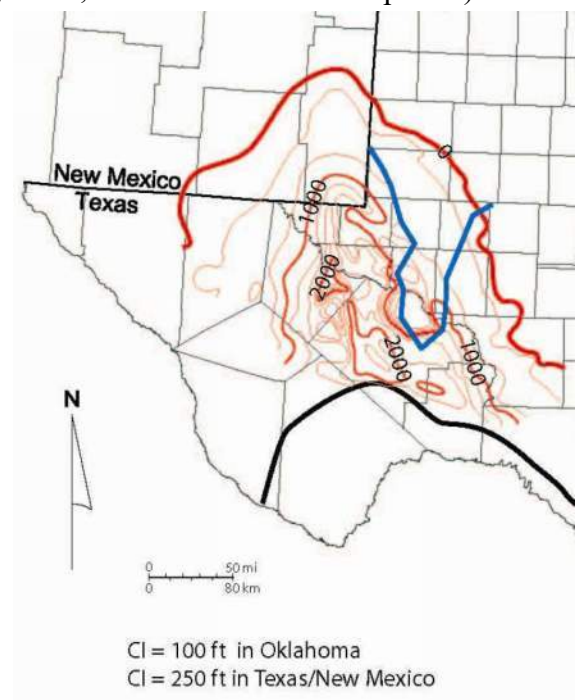 0
New Mexico
Texas
1000
2000
2000
1000
N
0 50 mi
0 80 km
CI = 100 ft in Oklahoma
CI = 250 ft in Texas/New Mexico